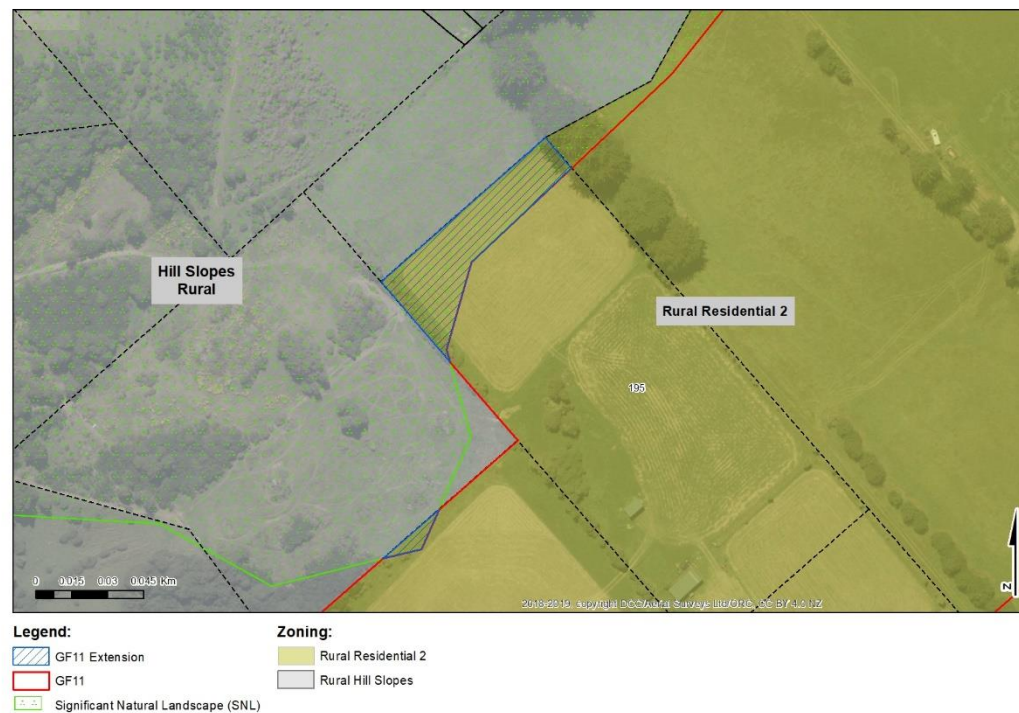 Hill Slopes
Rural
Rural Residential 2
195
0 0.015 0.03 0.045 Km
2018-2019, copyright DCC/Aerial Surveys Ltd/ORC, CC BY 4.0 NZ
Z
Legend:
GF11 Extension
GF11
Significant Natural Landscape (SNL)
Zoning:
Rural Residential 2
Rural Hill Slopes